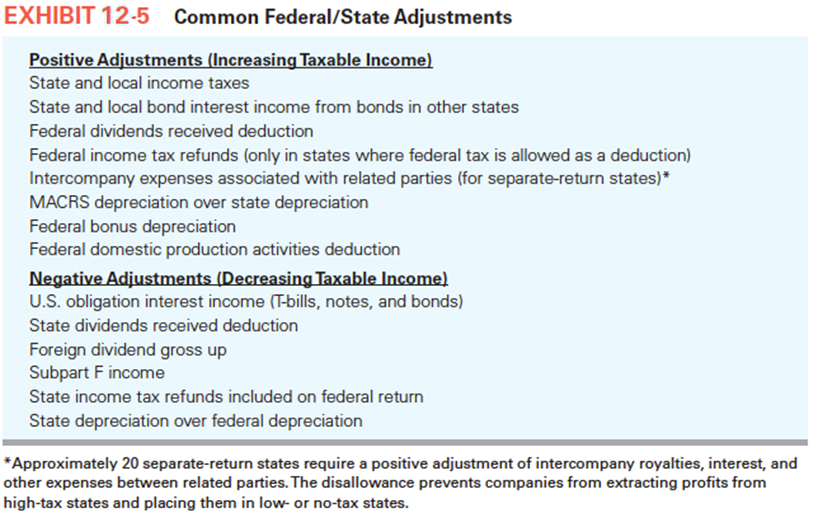 EXHIBIT 12-5 Common Federal/State Adjustments
Positive Adjustments (Increasing Taxable Income)
State and local income taxes
State and local bond interest income from bonds in other states
Federal dividends received deduction
Federal income tax refunds (only in states where federal tax is allowed as a deduction)
Intercompany expenses associated with related parties (for separate-return states)*
MACRS depreciation over state depreciation
Federal bonus depreciation
Federal domestic production activities deduction
Negative Adjustments (Decreasing Taxable Income)
U.S. obligation interest income (T-bills, notes, and bonds)
State dividends received deduction
Foreign dividend gross up
Subpart F income
State income tax refunds included on federal return
State depreciation over federal depreciation
*Approximately 20 separate-return states require a positive adjustment of intercompany royalties, interest, and
other expenses between related parties. The disallowance prevents companies from extracting profits from
high-tax states and placing them in low- or no-tax states.